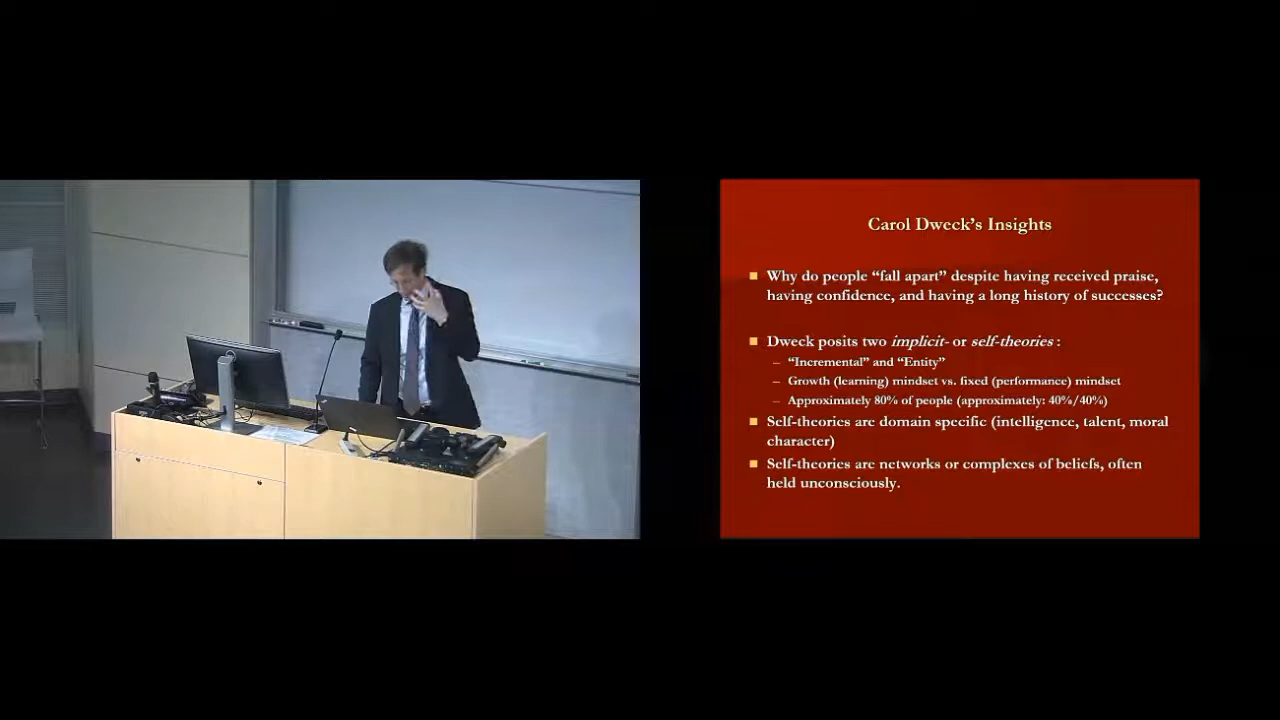 Carol Dweck's Insights
■ Why do people “fall apart” despite having received praise,
having confidence, and having a long history of successes?
■ Dweck posits two implicit- or self-theories :
– “Incremental” and “Entity”
– Growth (learning) mindset vs. fixed (performance) mindset
– Approximately 80% of people (approximately: 40%/40%)
■ Self-theories are domain specific (intelligence, talent, moral
character)
■ Self-theories are networks or complexes of beliefs, often
held unconsciously.